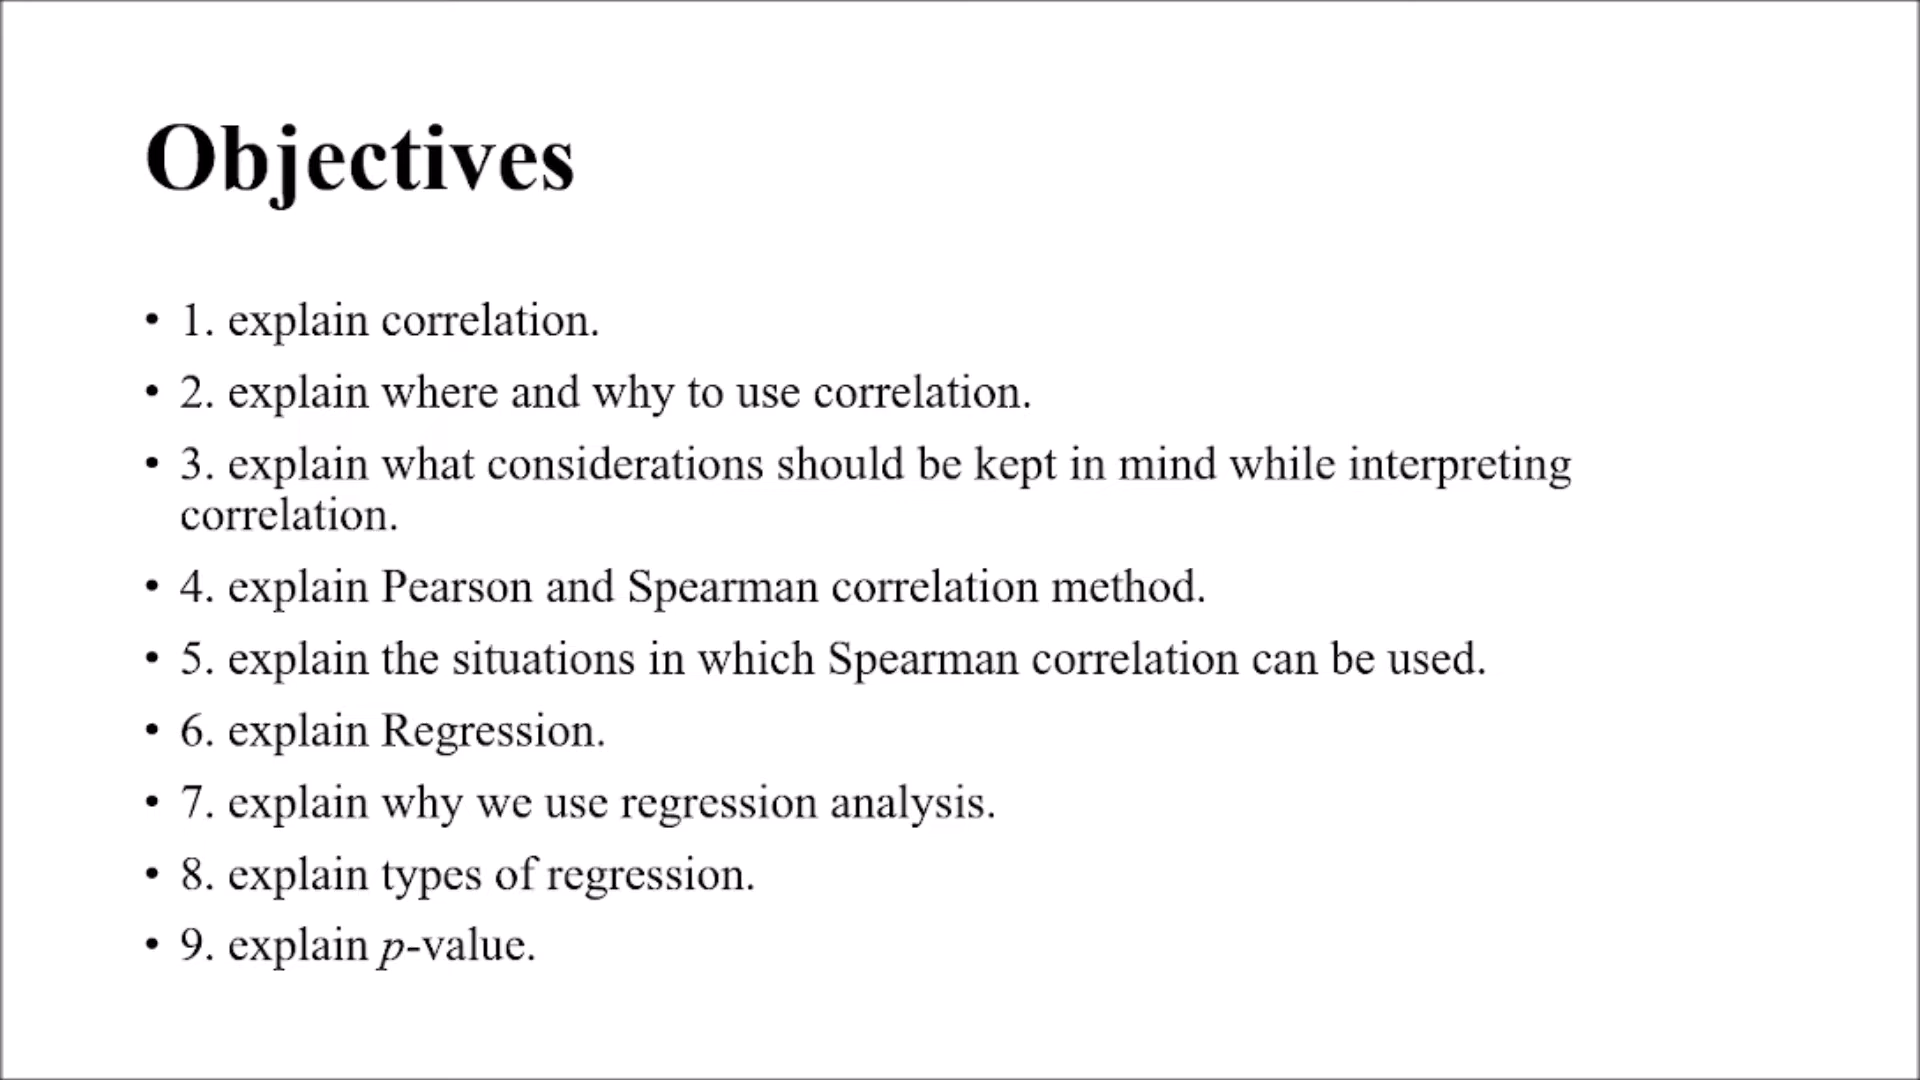 Objectives
• 1. explain correlation.
• 2. explain where and why to use correlation.
• 3. explain what considerations should be kept in mind while interpreting
correlation.
• 4. explain Pearson and Spearman correlation method.
• 5. explain the situations in which Spearman correlation can be used.
• 6. explain Regression.
• 7. explain why we use regression analysis.
• 8. explain types of regression.
• 9. explain p-value.